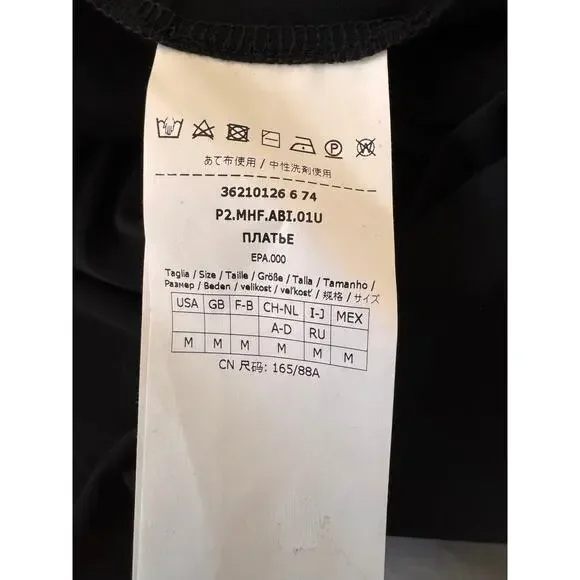 あて布使用 / 中性洗剤使用
36210126 6 74
P2.MHF.ABI.01U
ПЛАТЬЕ
EPA.000
Taglia / Size / Taille / Größe / Talla / Tamanho /
Размер / Beden / velikost / veľkosť / 规格 / サイズ
USA GB F-B CH-NL I-J MEX
A-D RU
M M M M M M
CN 尺码: 165/88A